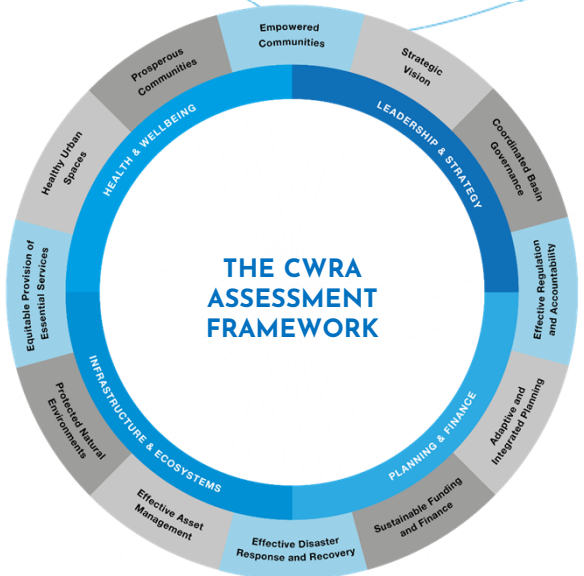 Empowered
Communities
Strategic
Vision
Coordinated Basin
Governance
Effective Regulation
and Accountability
Adaptive and
Integrated Planning
Sustainable Funding
and Finance
Effective Disaster
Response and Recovery
Effective Asset
Management
Protected Natural
Environments
Equitable Provision of
Essential Services
Healthy Urban
Spaces
Prosperous
Communities
LEADERSHIP & STRATEGY
PLANNING & FINANCE
INFRASTRUCTURE & ECOSYSTEMS
HEALTH & WELLBEING
THE CWRA
ASSESSMENT
FRAMEWORK